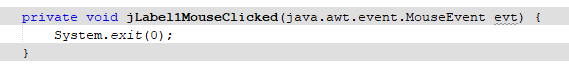 private void jLabel1MouseClicked(java.awt.event.MouseEvent evt) {
System.exit(0);
}